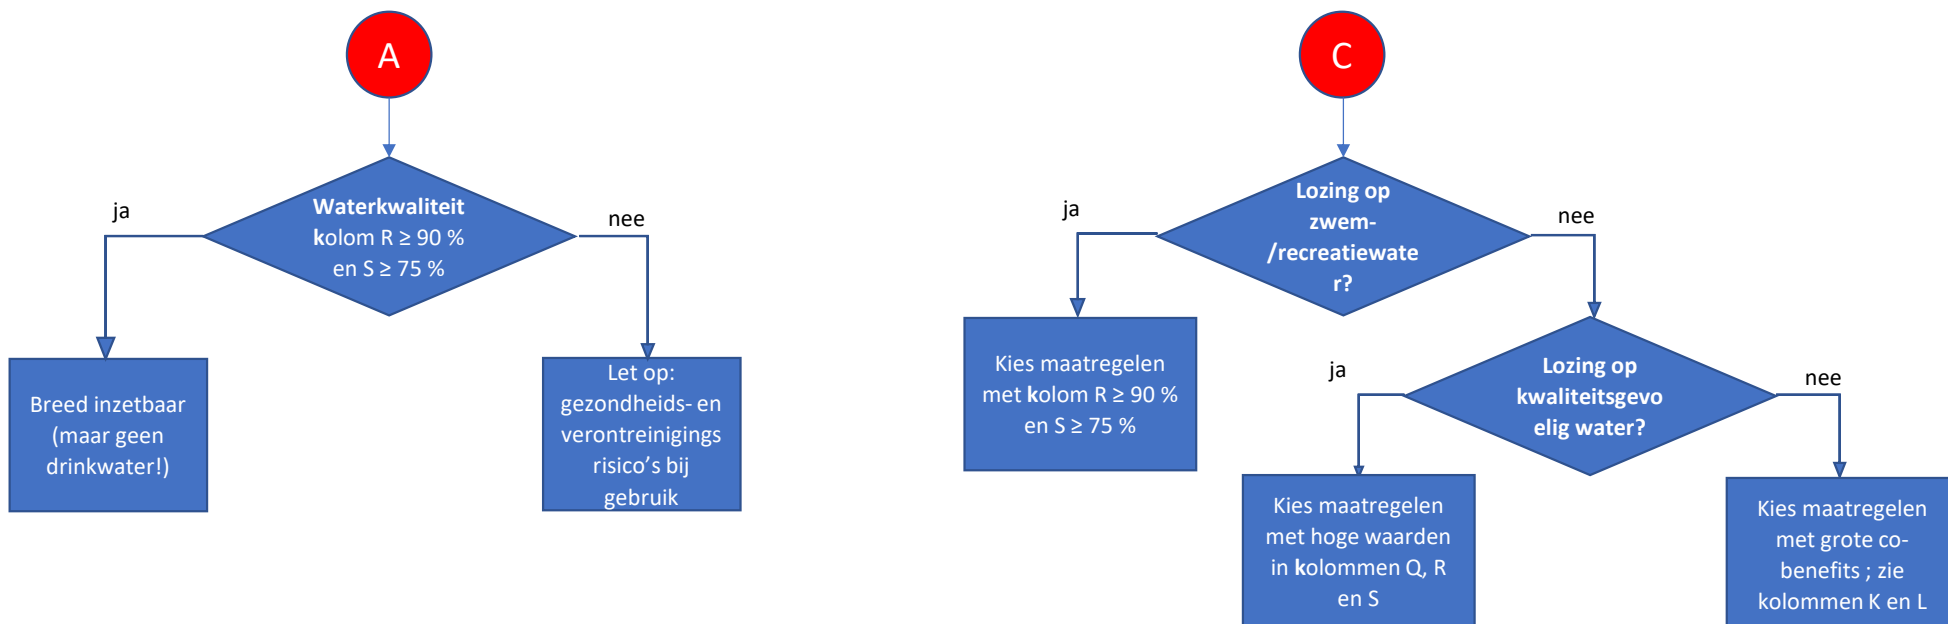 A
Waterkwaliteit
kolom R ≥ 90 %
en S ≥ 75 %
ja
nee
Breed inzetbaar
(maar geen
drinkwater!)
Let op:
gezondheids- en
verontreinigings
risico's bij
gebruik
C
Lozing op
zwem-
/recreatiewate
r?
ja
nee
Kies maatregelen
met kolom R ≥ 90 %
en S ≥ 75 %
Lozing op
kwaliteitsgevo
elig water?
ja
nee
Kies maatregelen
met hoge waarden
in kolommen Q, R
en S
Kies maatregelen
met grote co-
benefits ; zie
kolommen K en L